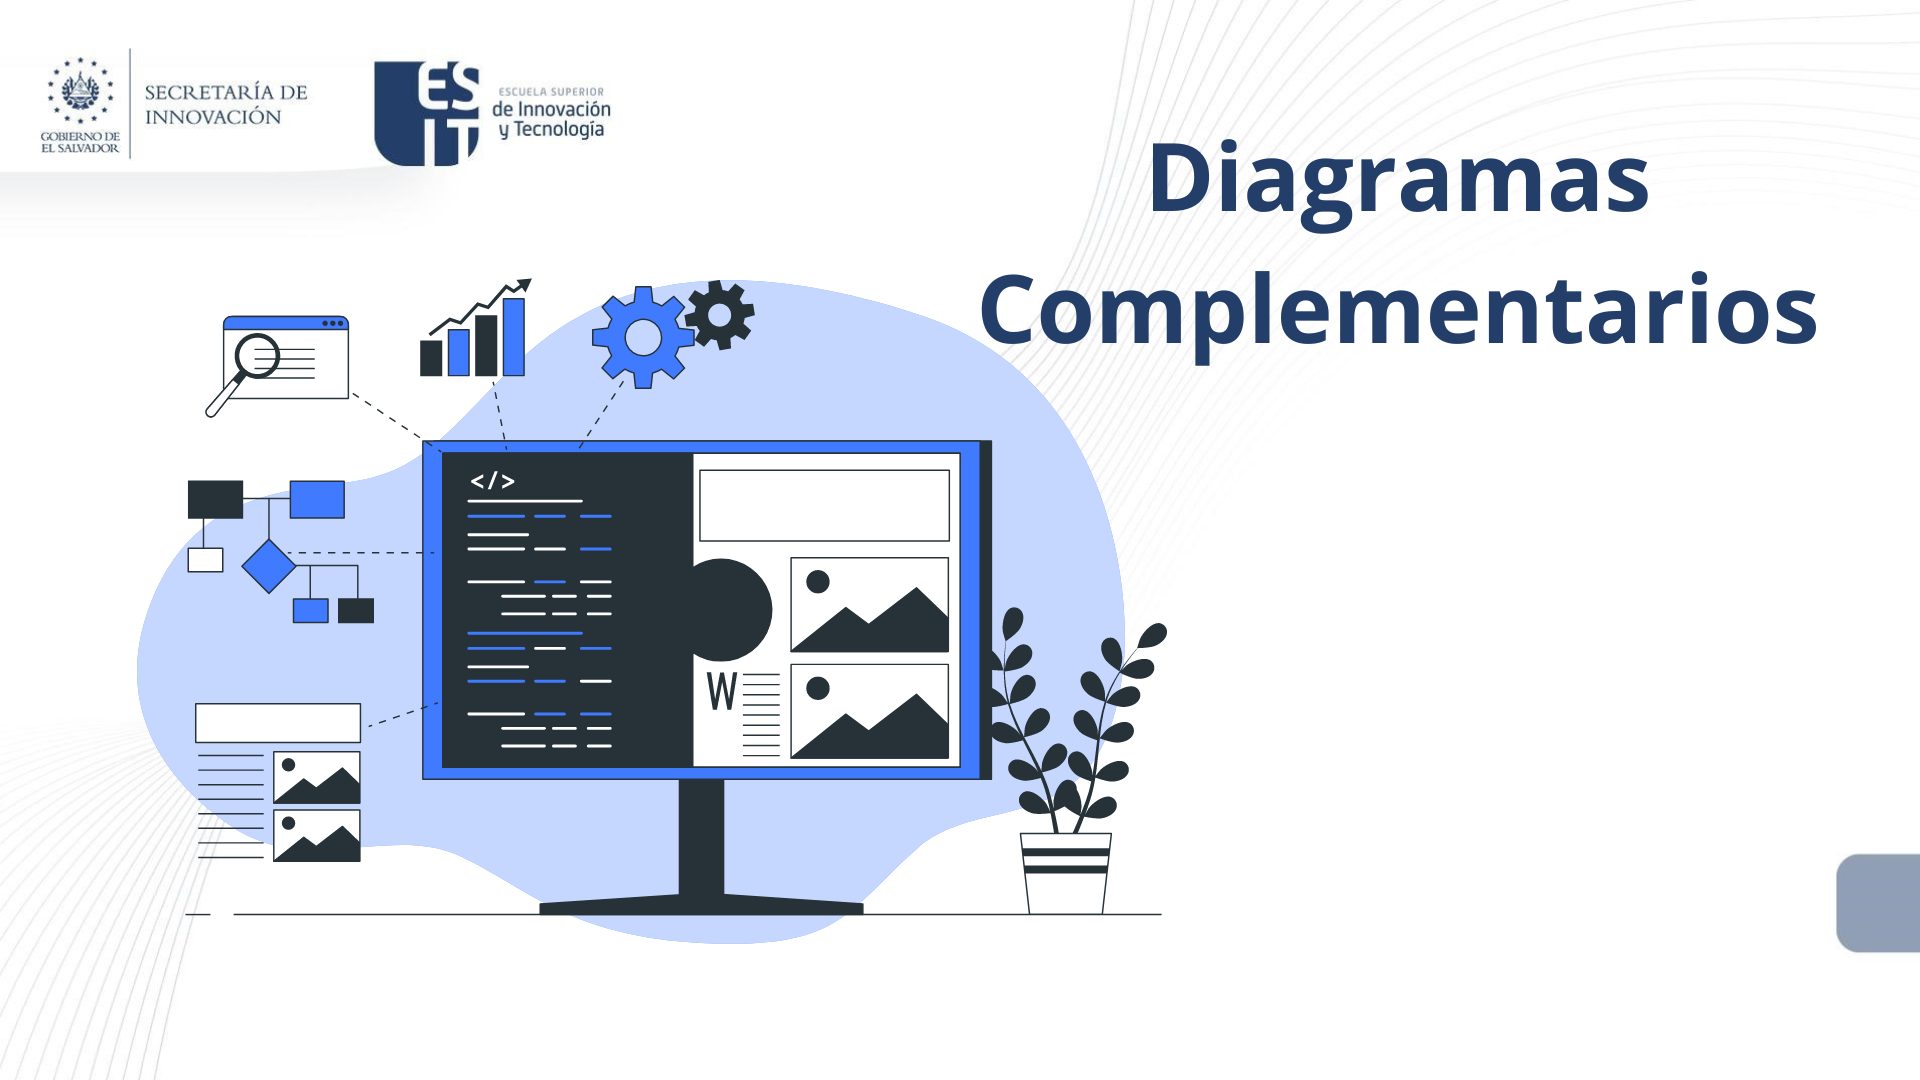 GOBIERNO DE
EL SALVADOR
SECRETARÍA DE
INNOVACIÓN
ES
IT
ESCUELA SUPERIOR
de Innovación
y Tecnología
Diagramas
Complementarios
</>
W